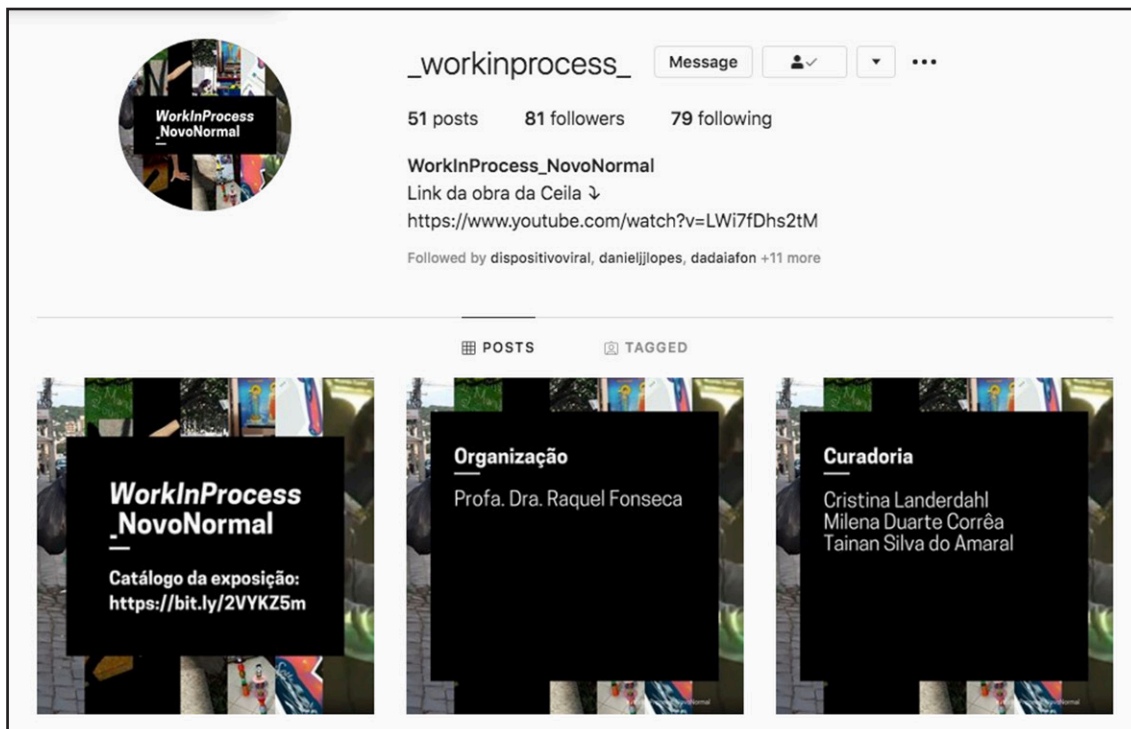 _workinprocess_ Message
51 posts 81 followers 79 following
WorkInProcess_NovoNormal
WorkInProcess
_NovoNormal
Link da obra da Ceila ⤵
https://www.youtube.com/watch?v=LWi7fDhs2tM
Followed by dispositivoviral, danieljjlopes, dadaiafon +11 more
POSTS TAGGED
WorkInProcess
_NovoNormal
Catálogo da exposição:
https://bit.ly/2VYKZ5m
Organização
Profa. Dra. Raquel Fonseca
Curadoria
Cristina Landerdahl
Milena Duarte Corrêa
Tainan Silva do Amaral